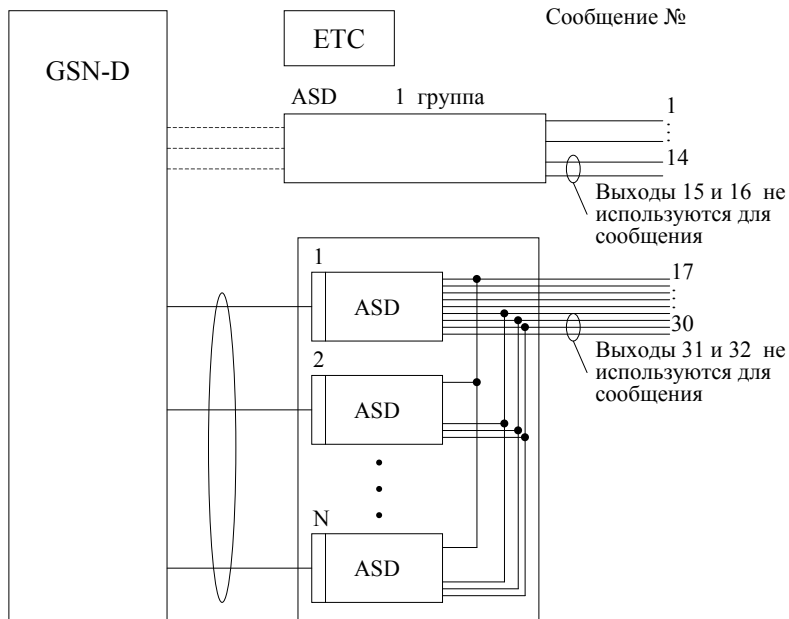 Сообщение №
ETC
GSN-D
ASD 1 группа
1
14
Выходы 15 и 16 не
используются для
сообщения
1
17
ASD
30
Выходы 31 и 32 не
используются для
сообщения
2
ASD
N
ASD